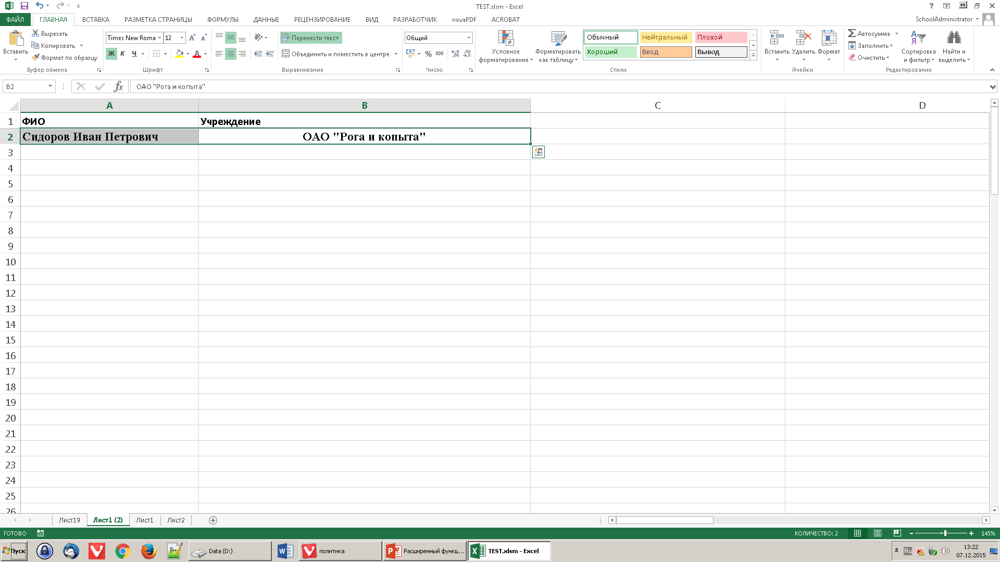 TEST.xlsm - Excel
ФАЙЛ ГЛАВНАЯ ВСТАВКА РАЗМЕТКА СТРАНИЦЫ ФОРМУЛЫ ДАННЫЕ РЕЦЕНЗИРОВАНИЕ ВИД РАЗРАБОТЧИК novaPDF ACROBAT SchoolAdministrator
Вставить
Вырезать
Копировать
Формат по образцу
Буфер обмена
Times New Roma 12
Ж К Ч
Шрифт
Перенести текст
Объединить и поместить в центре
Выравнивание
Общий
% 000
Число
Условное форматирование
Форматировать как таблицу
Обычный Нейтральный Плохой
Хороший Ввод Вывод
Стили
Вставить Удалить Формат
Ячейки
Автосумма
Заполнить
Очистить
Сортировка и фильтр
Найти и выделить
Редактирование
B2 fx ОАО "Рога и копыта"
A B C D
1 ФИО Учреждение
2 Сидоров Иван Петрович ОАО "Рога и копыта"
3
4
5
6
7
8
9
10
11
12
13
14
15
16
17
18
19
20
21
22
23
24
25
26
Лист19 Лист1 (2) Лист1 Лист2
ГОТОВО КОЛИЧЕСТВО: 2 145%
Пуск Data (D:) политика Расширенный функц... TEST.xlsm - Excel Ru 13:22
07.12.2015